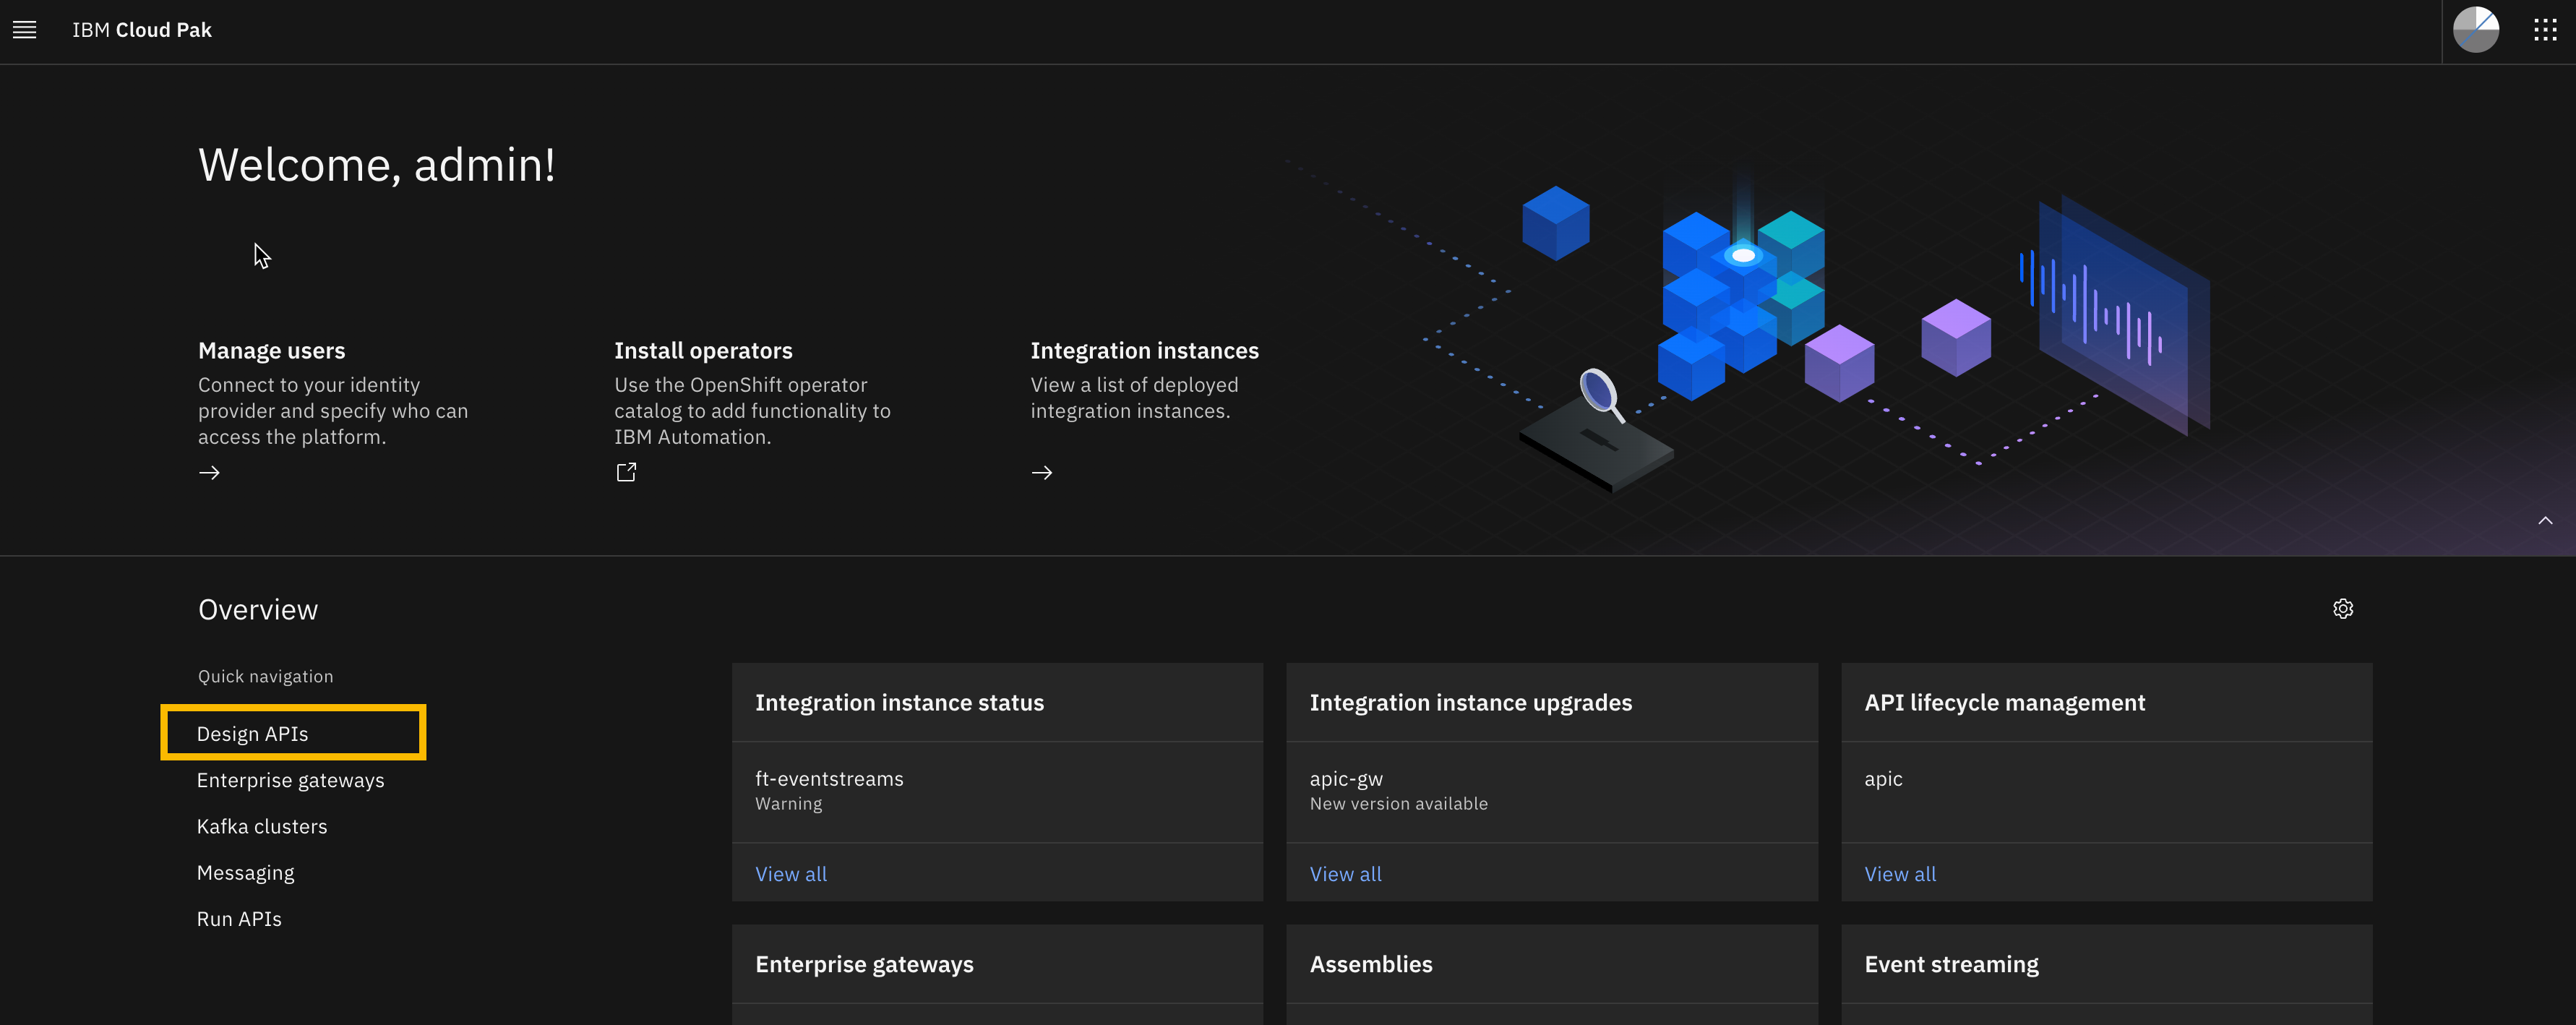 IBM Cloud Pak
Welcome, admin!
Manage users
Connect to your identity
provider and specify who can
access the platform.
Install operators
Use the OpenShift operator
catalog to add functionality to
IBM Automation.
Integration instances
View a list of deployed
integration instances.
Overview
Quick navigation
Design APIs
Enterprise gateways
Kafka clusters
Messaging
Run APIs
Integration instance status
ft-eventstreams
Warning
View all
Integration instance upgrades
apic-gw
New version available
View all
API lifecycle management
apic
View all
Enterprise gateways
Assemblies
Event streaming